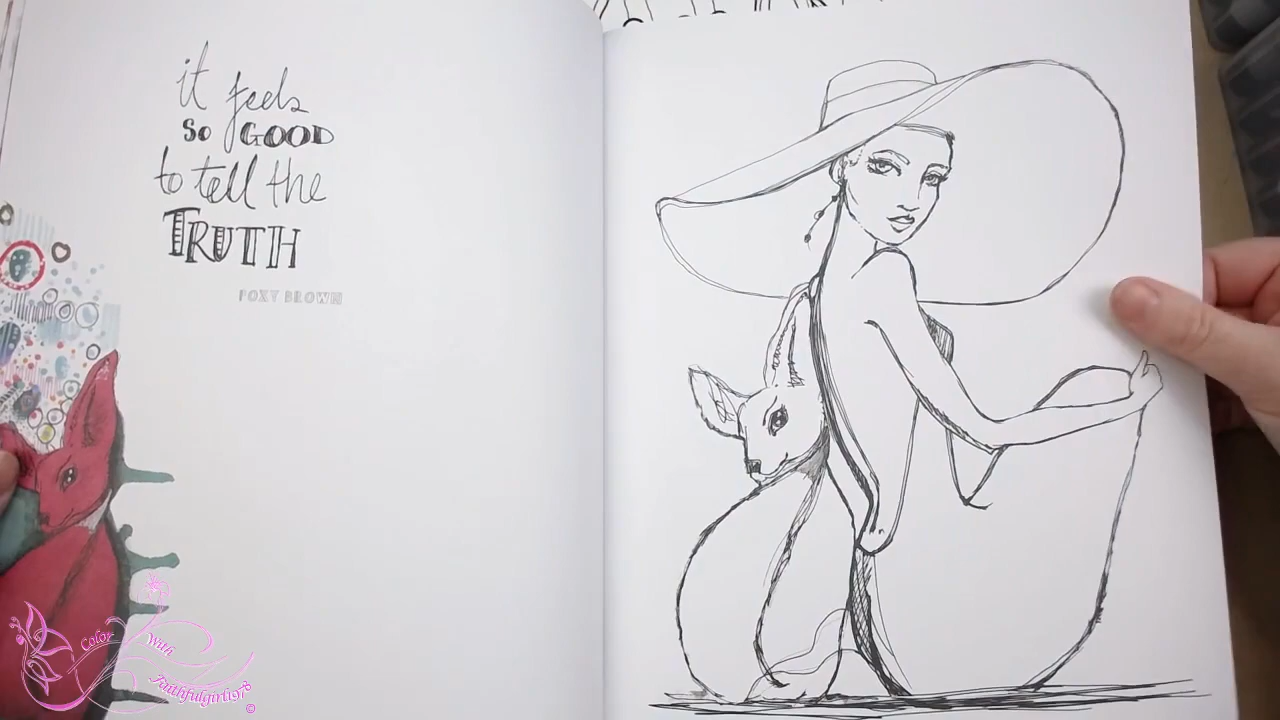 it feels
SO GOOD
to tell the
TRUTH
FOXY BROWN
Color
With
Faithfulgirl1978 ©